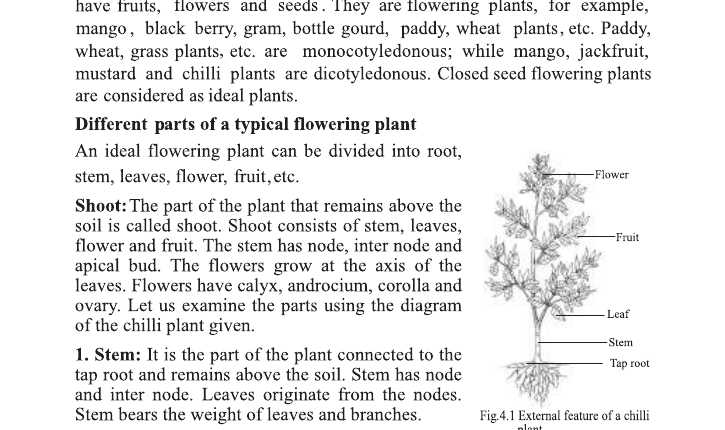 have fruits, flowers and seeds. They are flowering plants, for example,
mango, black berry, gram, bottle gourd, paddy, wheat plants, etc. Paddy,
wheat, grass plants, etc. are monocotyledonous; while mango, jackfruit,
mustard and chilli plants are dicotyledonous. Closed seed flowering plants
are considered as ideal plants.
Different parts of a typical flowering plant
An ideal flowering plant can be divided into root,
stem, leaves, flower, fruit, etc.
Shoot: The part of the plant that remains above the
soil is called shoot. Shoot consists of stem, leaves,
flower and fruit. The stem has node, inter node and
apical bud. The flowers grow at the axis of the
leaves. Flowers have calyx, androcium, corolla and
ovary. Let us examine the parts using the diagram
of the chilli plant given.
1. Stem: It is the part of the plant connected to the
tap root and remains above the soil. Stem has node
and inter node. Leaves originate from the nodes.
Stem bears the weight of leaves and branches.
Flower
Fruit
Leaf
Stem
Tap root
Fig.4.1 External feature of a chilli
plant